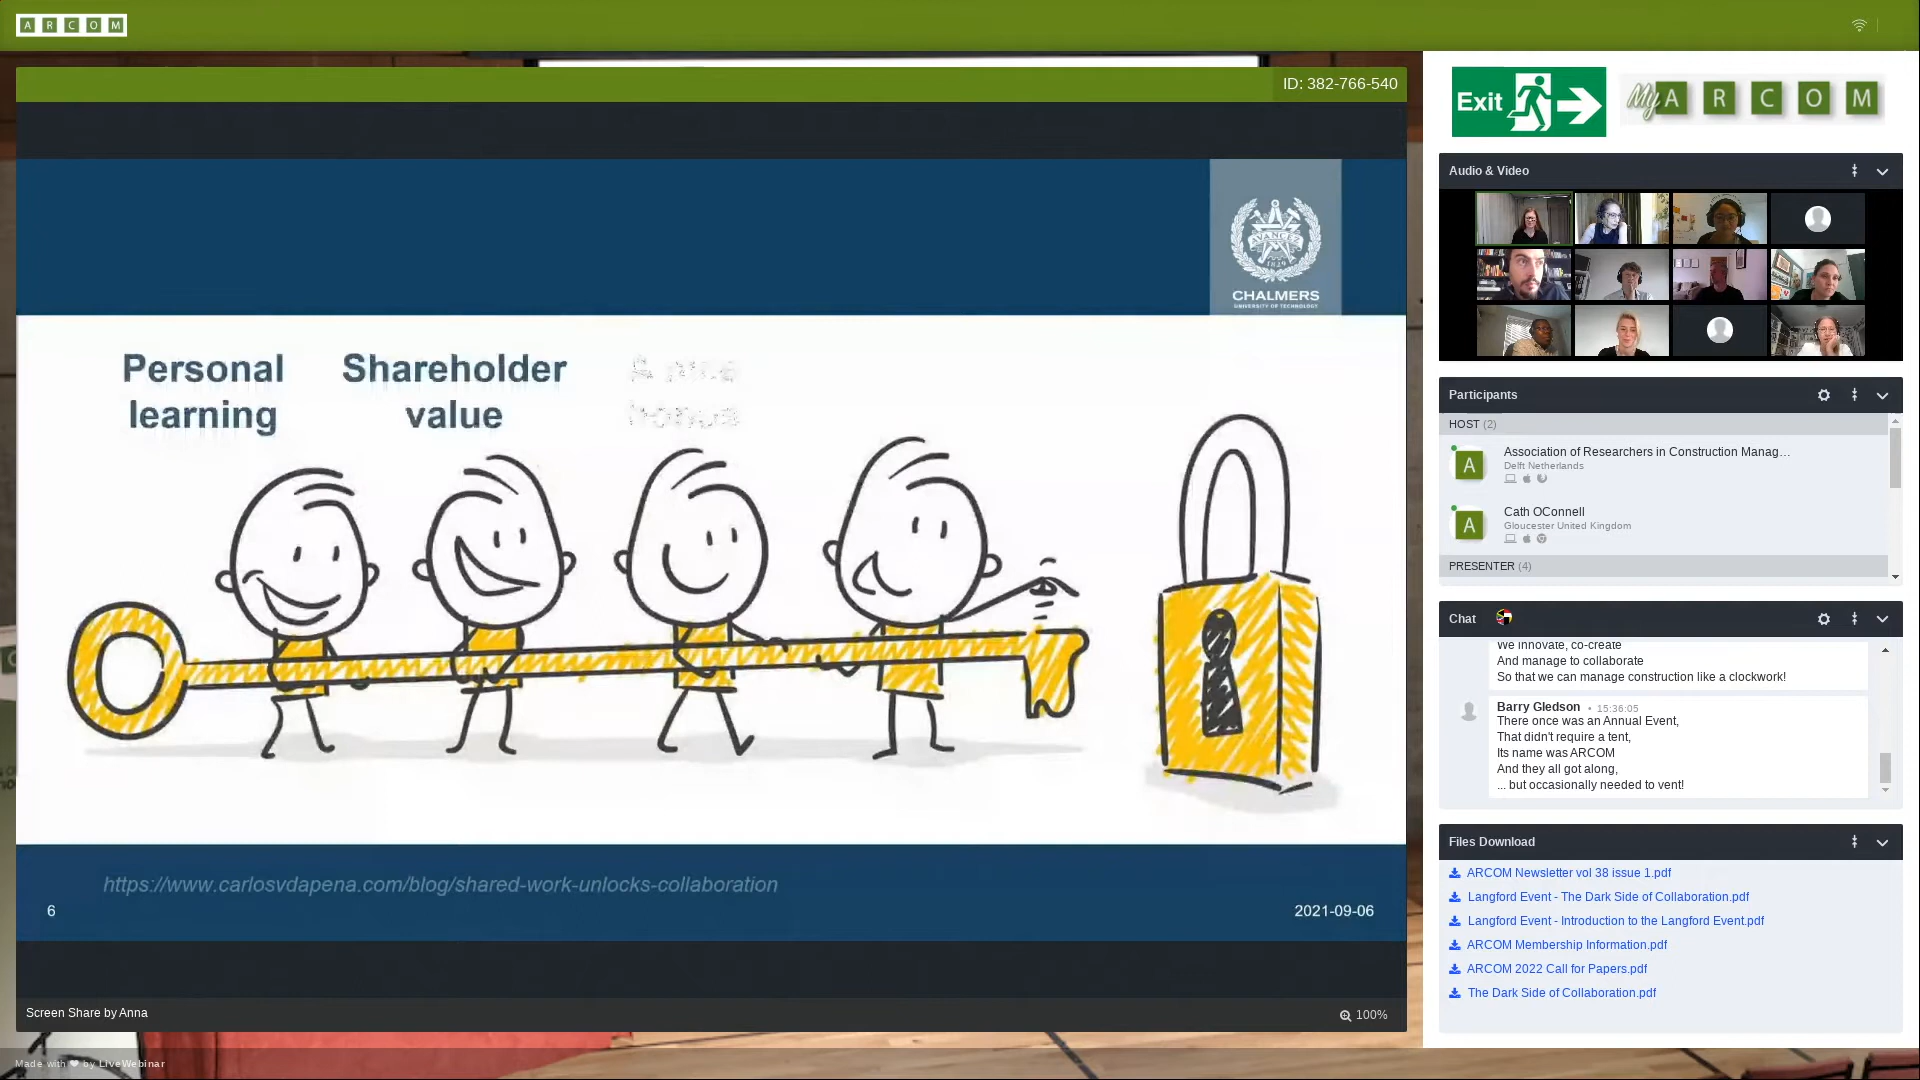 A R C O M
ID: 382-766-540
Exit
My A R C O M
Audio & Video
AVANCEZ
1829
CHALMERS
UNIVERSITY OF TECHNOLOGY
Personal
learning
Shareholder
value
A nice
bonus
https://www.carlosvdapena.com/blog/shared-work-unlocks-collaboration
6
2021-09-06
Screen Share by Anna
100%
Made with ❤ by LiveWebinar
Participants
HOST (2)
A
Association of Researchers in Construction Manag…
Delft Netherlands
A
Cath OConnell
Gloucester United Kingdom
PRESENTER (4)
Chat
We innovate, co-create
And manage to collaborate
So that we can manage construction like a clockwork!
Barry Gledson • 15:36:05
There once was an Annual Event,
That didn't require a tent,
Its name was ARCOM
And they all got along,
... but occasionally needed to vent!
Files Download
ARCOM Newsletter vol 38 issue 1.pdf
Langford Event - The Dark Side of Collaboration.pdf
Langford Event - Introduction to the Langford Event.pdf
ARCOM Membership Information.pdf
ARCOM 2022 Call for Papers.pdf
The Dark Side of Collaboration.pdf